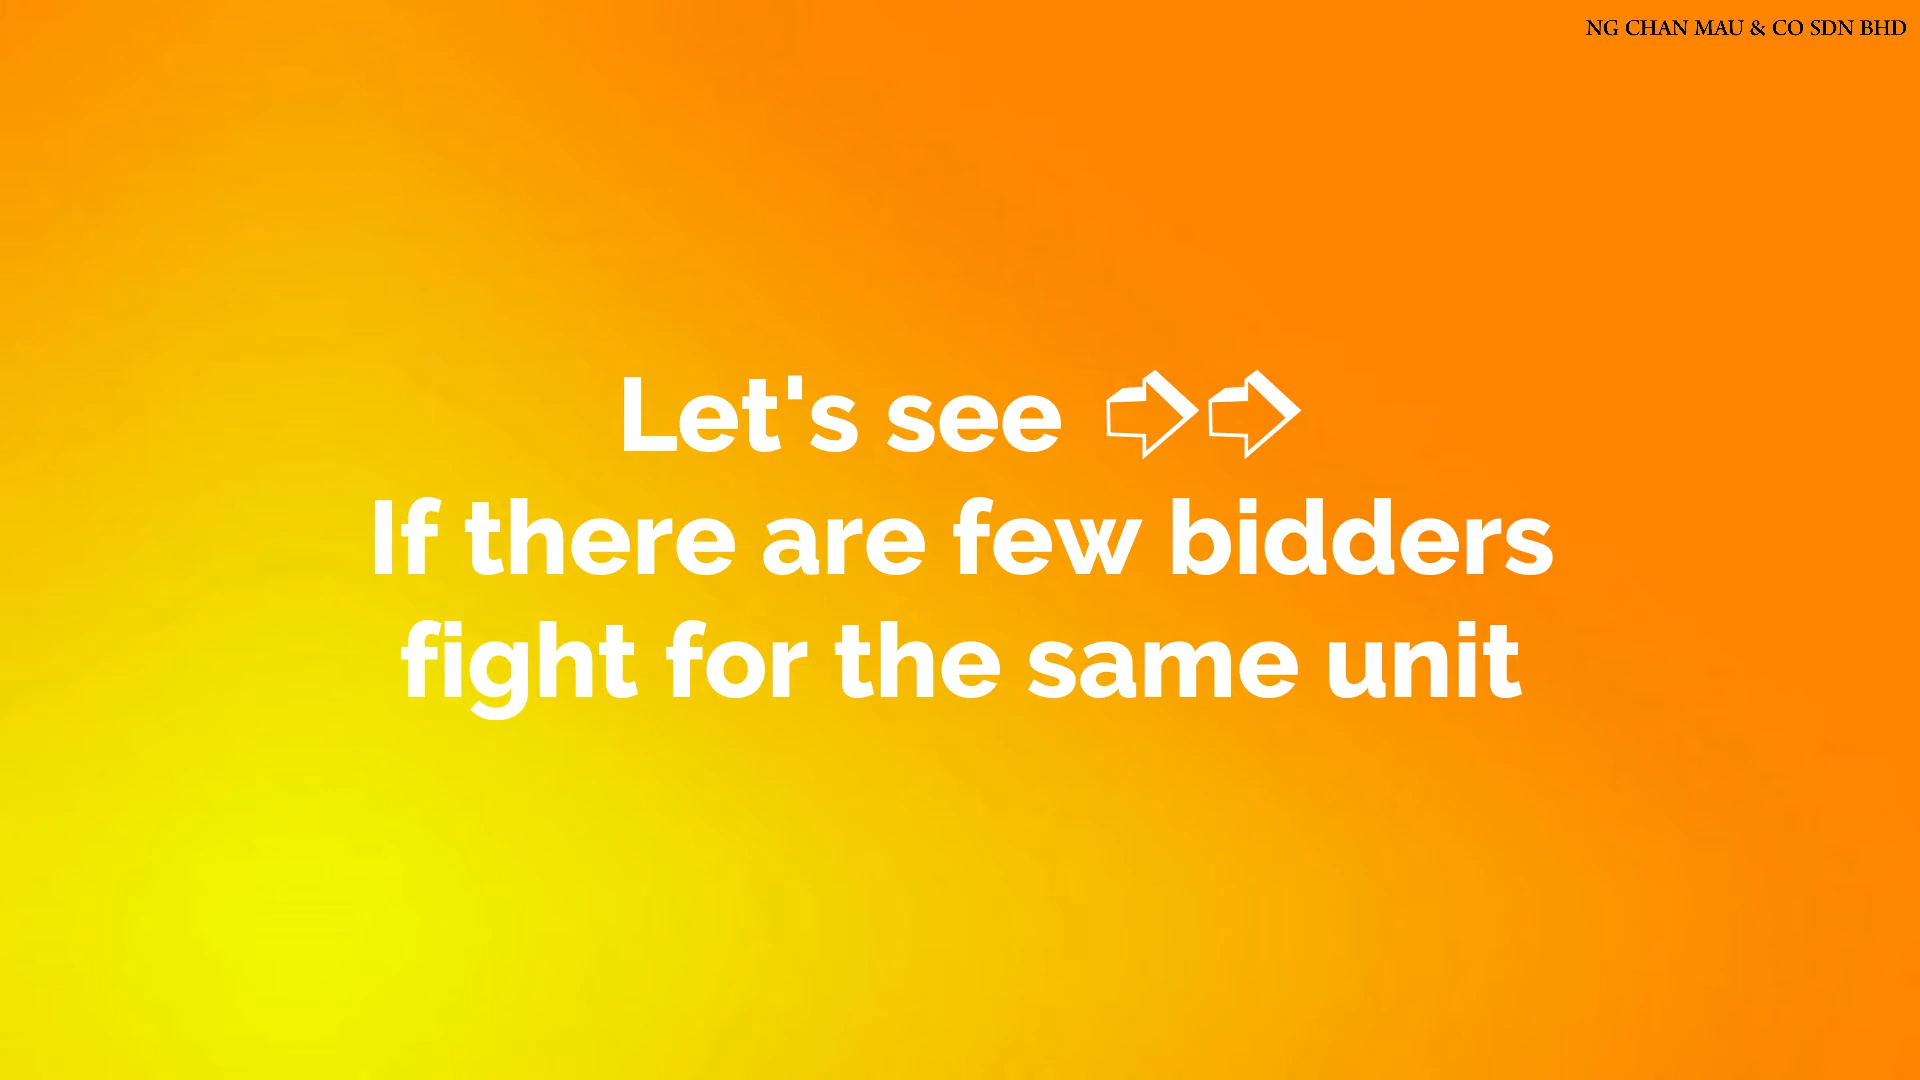 NG CHAN MAU & CO SDN BHD
Let's see ➩➩
If there are few bidders
fight for the same unit